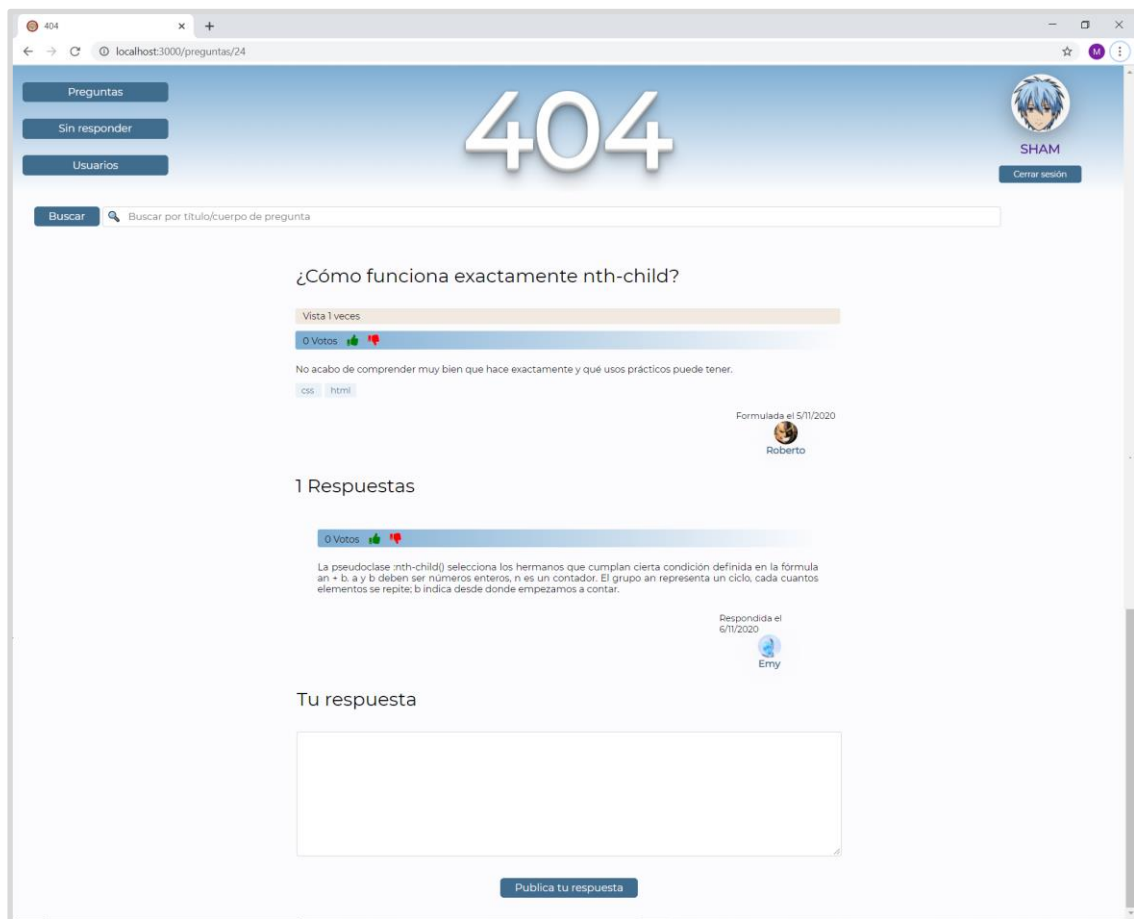 404
localhost:3000/preguntas/24
M
Preguntas
Sin responder
Usuarios
404
SHAM
Cerrar sesión
Buscar
Buscar por título/cuerpo de pregunta
¿Cómo funciona exactamente nth-child?
Vista 1 veces
0 Votos
No acabo de comprender muy bien que hace exactamente y qué usos prácticos puede tener.
css html
Formulada el 5/11/2020
Roberto
1 Respuestas
0 Votos
La pseudoclase :nth-child() selecciona los hermanos que cumplan cierta condición definida en la fórmula
an + b. a y b deben ser números enteros, n es un contador. El grupo an representa un ciclo, cada cuantos
elementos se repite; b indica desde donde empezamos a contar.
Respondida el
6/11/2020
Emy
Tu respuesta
Publica tu respuesta